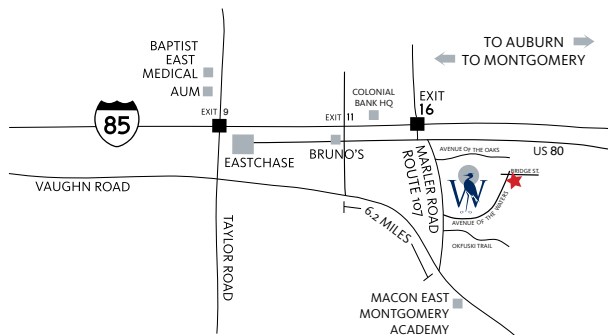 BAPTIST
EAST
MEDICAL
AUM
TO AUBURN
TO MONTGOMERY
COLONIAL
BANK HQ
EXIT
16
EXIT 9
EXIT 11
85
EASTCHASE
BRUNO'S
US 80
AVENUE OF THE OAKS
BRIDGE ST.
W
MARLER ROAD
ROUTE 107
AVENUE OF THE WATERS
OKFUSKI TRAIL
VAUGHN ROAD
TAYLOR ROAD
6.2 MILES
MACON EAST
MONTGOMERY
ACADEMY